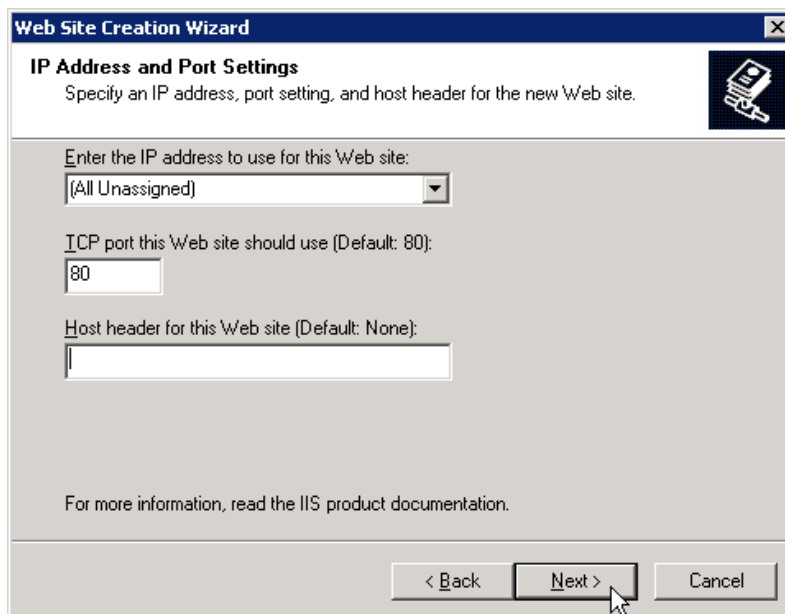 Web Site Creation Wizard
IP Address and Port Settings
Specify an IP address, port setting, and host header for the new Web site.
Enter the IP address to use for this Web site:
(All Unassigned)
TCP port this Web site should use (Default: 80):
80
Host header for this Web site (Default: None):
For more information, read the IIS product documentation.
< Back
Next >
Cancel